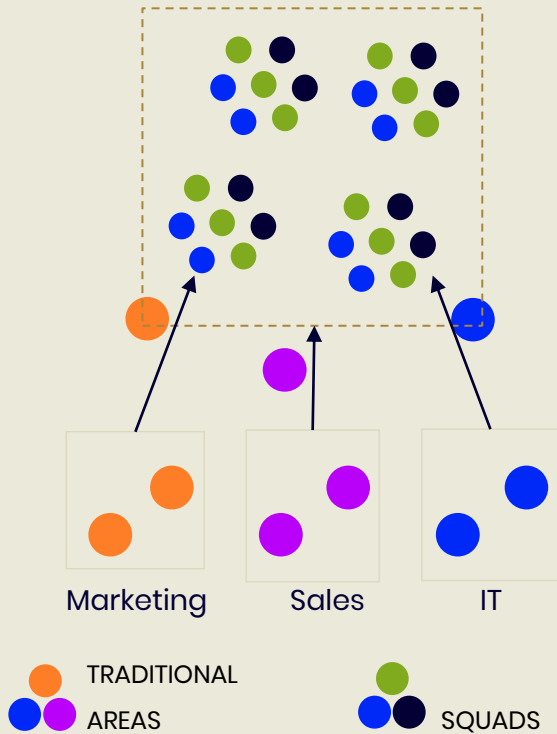 Marketing
Sales
IT
TRADITIONAL
AREAS
SQUADS